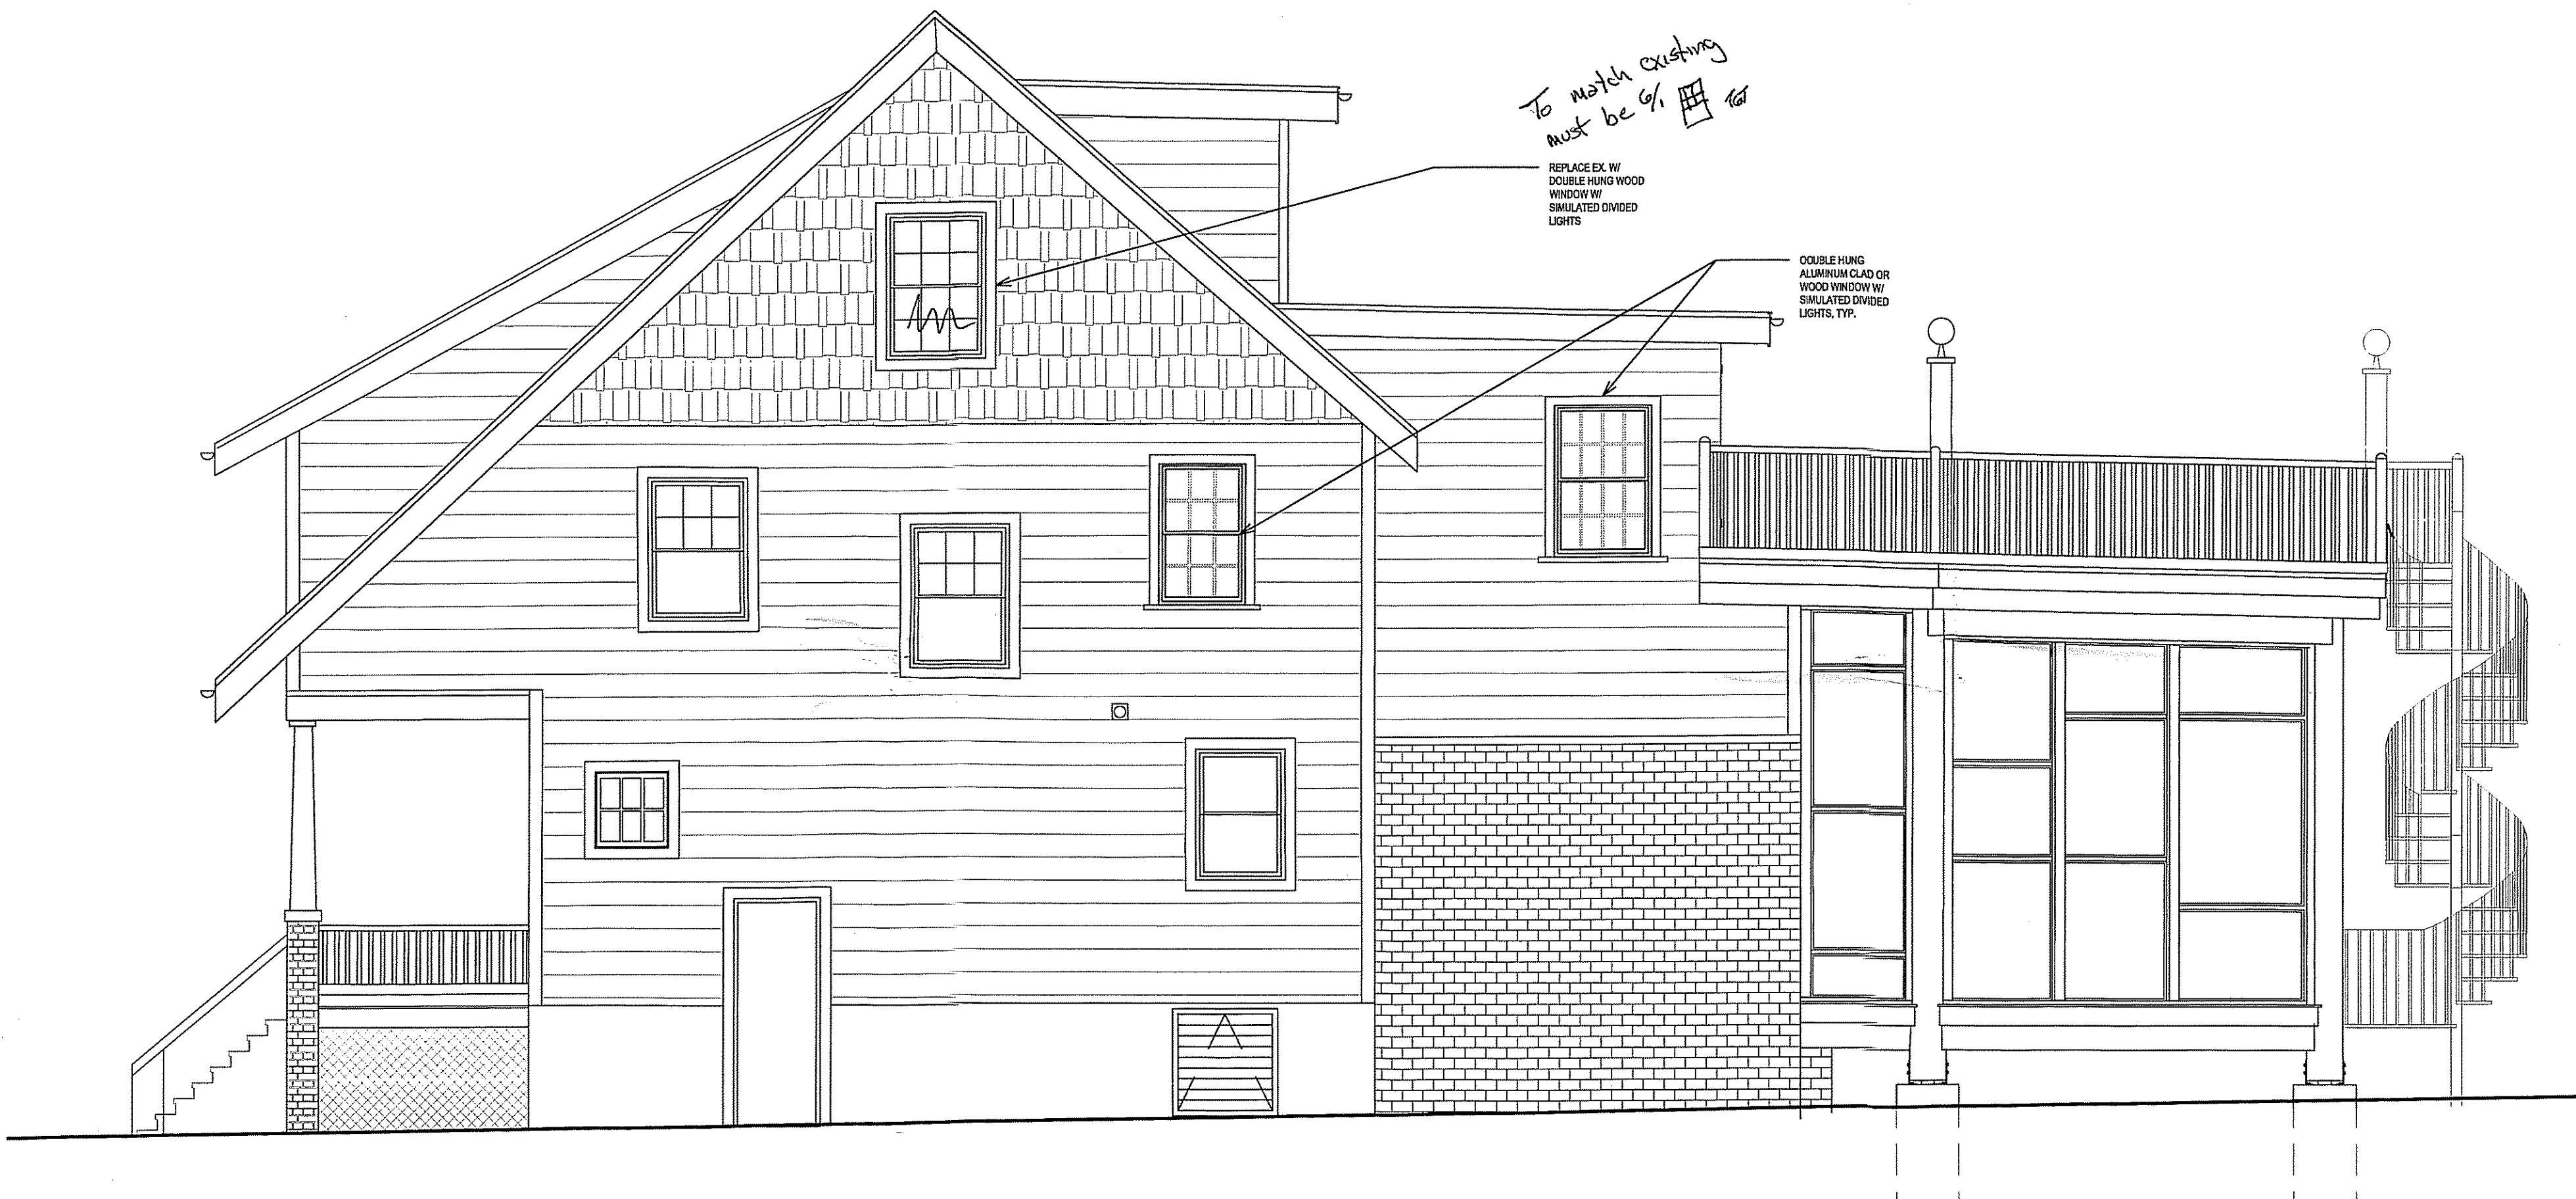 To match existing
must be 6/1
REPLACE EX. W/
DOUBLE HUNG WOOD
WINDOW W/
SIMULATED DIVIDED
LIGHTS
DOUBLE HUNG
ALUMINUM CLAD OR
WOOD WINDOW W/
SIMULATED DIVIDED
LIGHTS, TYP.